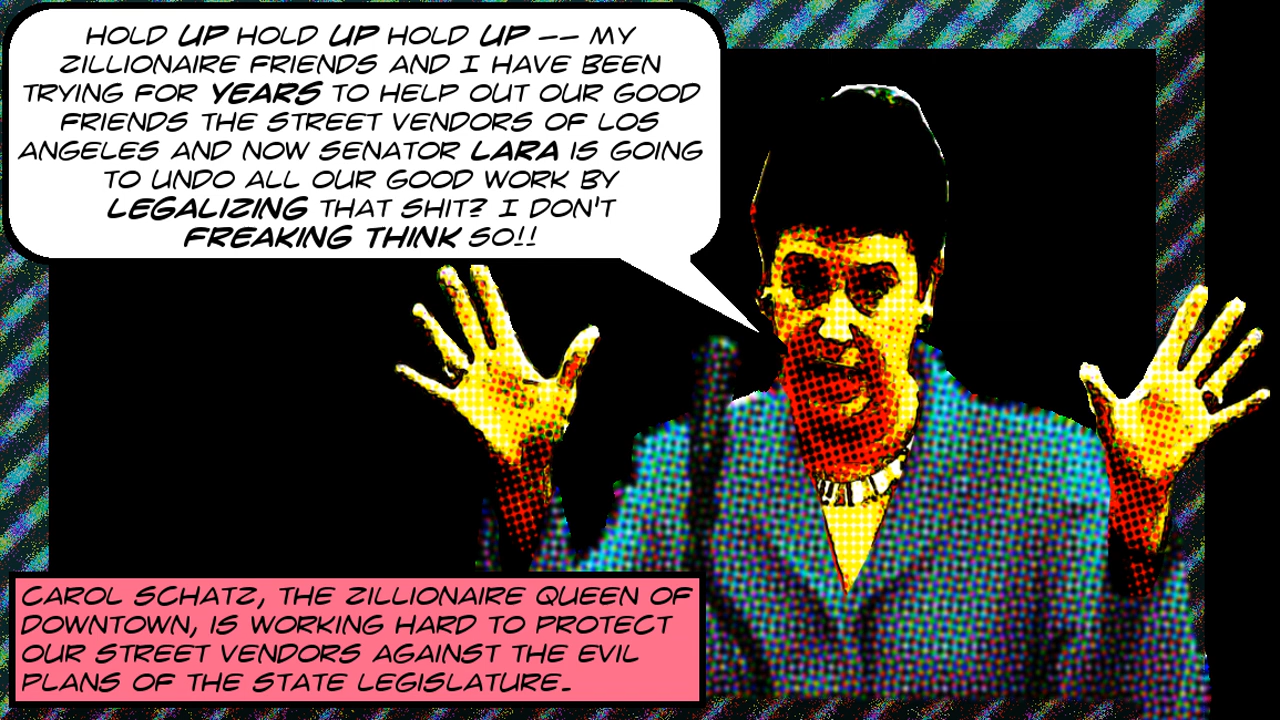 HOLD UP HOLD UP HOLD UP -- MY
ZILLIONAIRE FRIENDS AND I HAVE BEEN
TRYING FOR YEARS TO HELP OUT OUR GOOD
FRIENDS THE STREET VENDORS OF LOS
ANGELES AND NOW SENATOR LARA IS GOING
TO UNDO ALL OUR GOOD WORK BY
LEGALIZING THAT SHIT? I DON'T
FREAKING THINK SO!!
CAROL SCHATZ, THE ZILLIONAIRE QUEEN OF
DOWNTOWN, IS WORKING HARD TO PROTECT
OUR STREET VENDORS AGAINST THE EVIL
PLANS OF THE STATE LEGISLATURE.